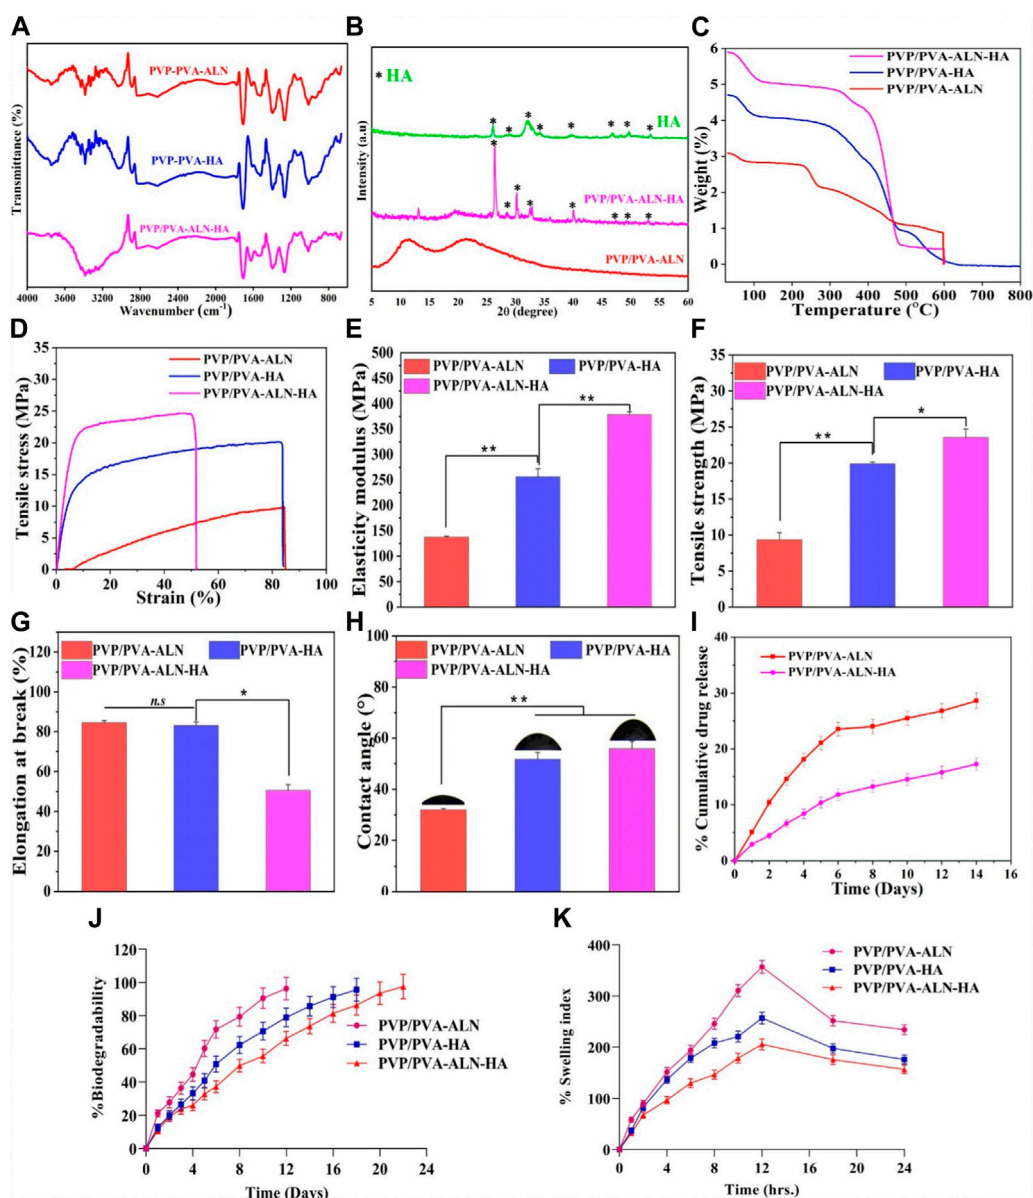 A
PVP-PVA-ALN
PVP-PVA-HA
PVP/PVA-ALN-HA
Transmittance (%)
4000 3600 3200 2800 2400 2000 1600 1200 800
Wavenumber (cm-1)
B
* HA
* * * * * * * *
HA
* * * * * * * *
PVP/PVA-ALN-HA
PVP/PVA-ALN
Intensity (a.u)
5 10 15 20 25 30 35 40 45 50 55 60
2θ (degree)
C
PVP/PVA-ALN-HA
PVP/PVA-HA
PVP/PVA-ALN
Weight (%)
6
5
4
3
2
1
0
100 200 300 400 500 600 700 800
Temperature (°C)
D
PVP/PVA-ALN
PVP/PVA-HA
PVP/PVA-ALN-HA
Tensile stress (MPa)
35
30
25
20
15
10
5
0
0 20 40 60 80 100
Strain (%)
E
PVP/PVA-ALN PVP/PVA-HA
PVP/PVA-ALN-HA
Elasticity modulus (MPa)
500
450
400
350
300
250
200
150
100
50
0
**
**
F
PVP/PVA-ALN PVP/PVA-HA
PVP/PVA-ALN-HA
Tensile strength (MPa)
35
30
25
20
15
10
5
0
**
*
G
PVP/PVA-ALN PVP/PVA-HA
PVP/PVA-ALN-HA
Elongation at break (%)
120
100
80
60
40
20
0
n.s
*
H
PVP/PVA-ALN PVP/PVA-HA
PVP/PVA-ALN-HA
Contact angle (°)
100
80
60
40
20
0
**
I
PVP/PVA-ALN
PVP/PVA-ALN-HA
% Cumulative drug release
40
30
20
10
0
0 2 4 6 8 10 12 14 16
Time (Days)
J
PVP/PVA-ALN
PVP/PVA-HA
PVP/PVA-ALN-HA
%Biodegradability
120
100
80
60
40
20
0
0 4 8 12 16 20 24
Time (Days)
K
PVP/PVA-ALN
PVP/PVA-HA
PVP/PVA-ALN-HA
% Swelling index
400
300
200
100
0
0 4 8 12 16 20 24
Time (hrs.)